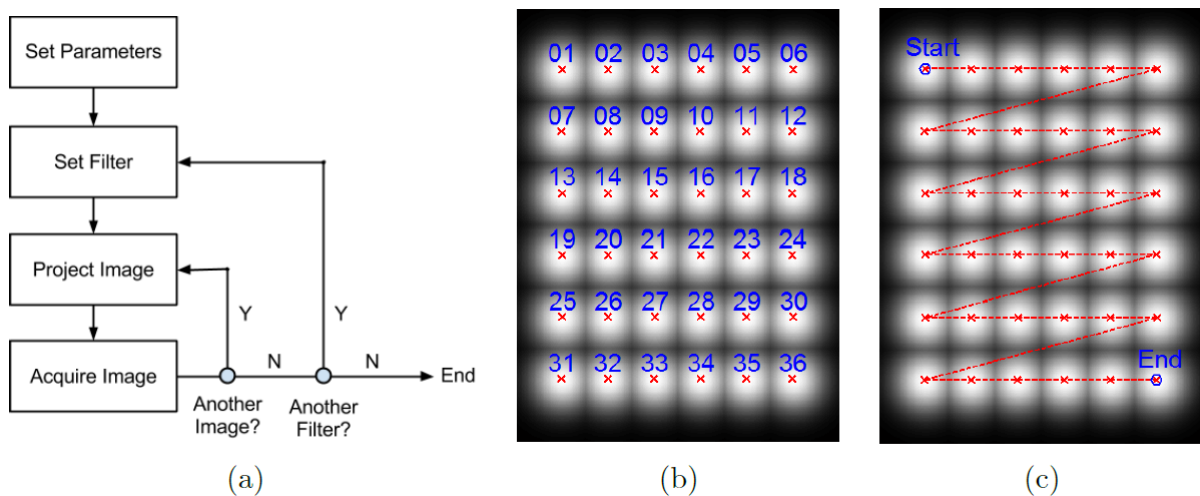 Set Parameters
Set Filter
Project Image
Acquire Image
Y
Y
N
N
End
Another
Image?
Another
Filter?
(a)
01 02 03 04 05 06
07 08 09 10 11 12
13 14 15 16 17 18
19 20 21 22 23 24
25 26 27 28 29 30
31 32 33 34 35 36
(b)
Start
End
(c)